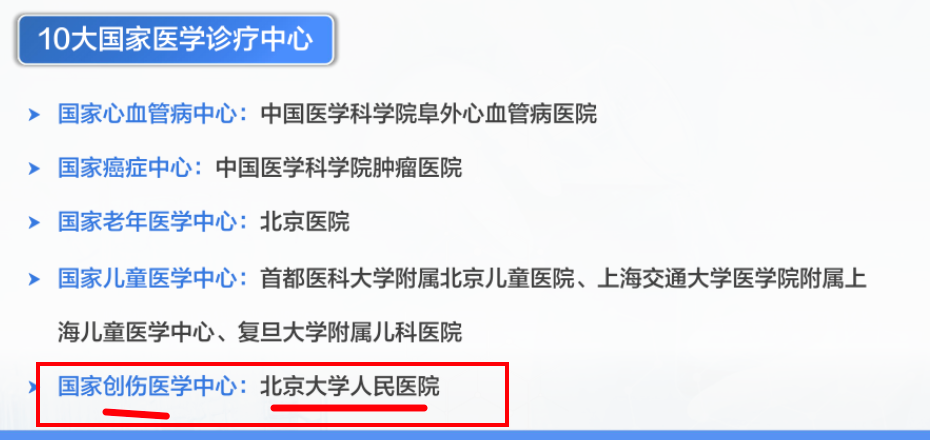 10大国家医学诊疗中心
国家心血管病中心：中国医学科学院阜外心血管病医院
国家癌症中心：中国医学科学院肿瘤医院
国家老年医学中心：北京医院
国家儿童医学中心：首都医科大学附属北京儿童医院、上海交通大学医学院附属上
海儿童医学中心、复旦大学附属儿科医院
国家创伤医学中心：北京大学人民医院